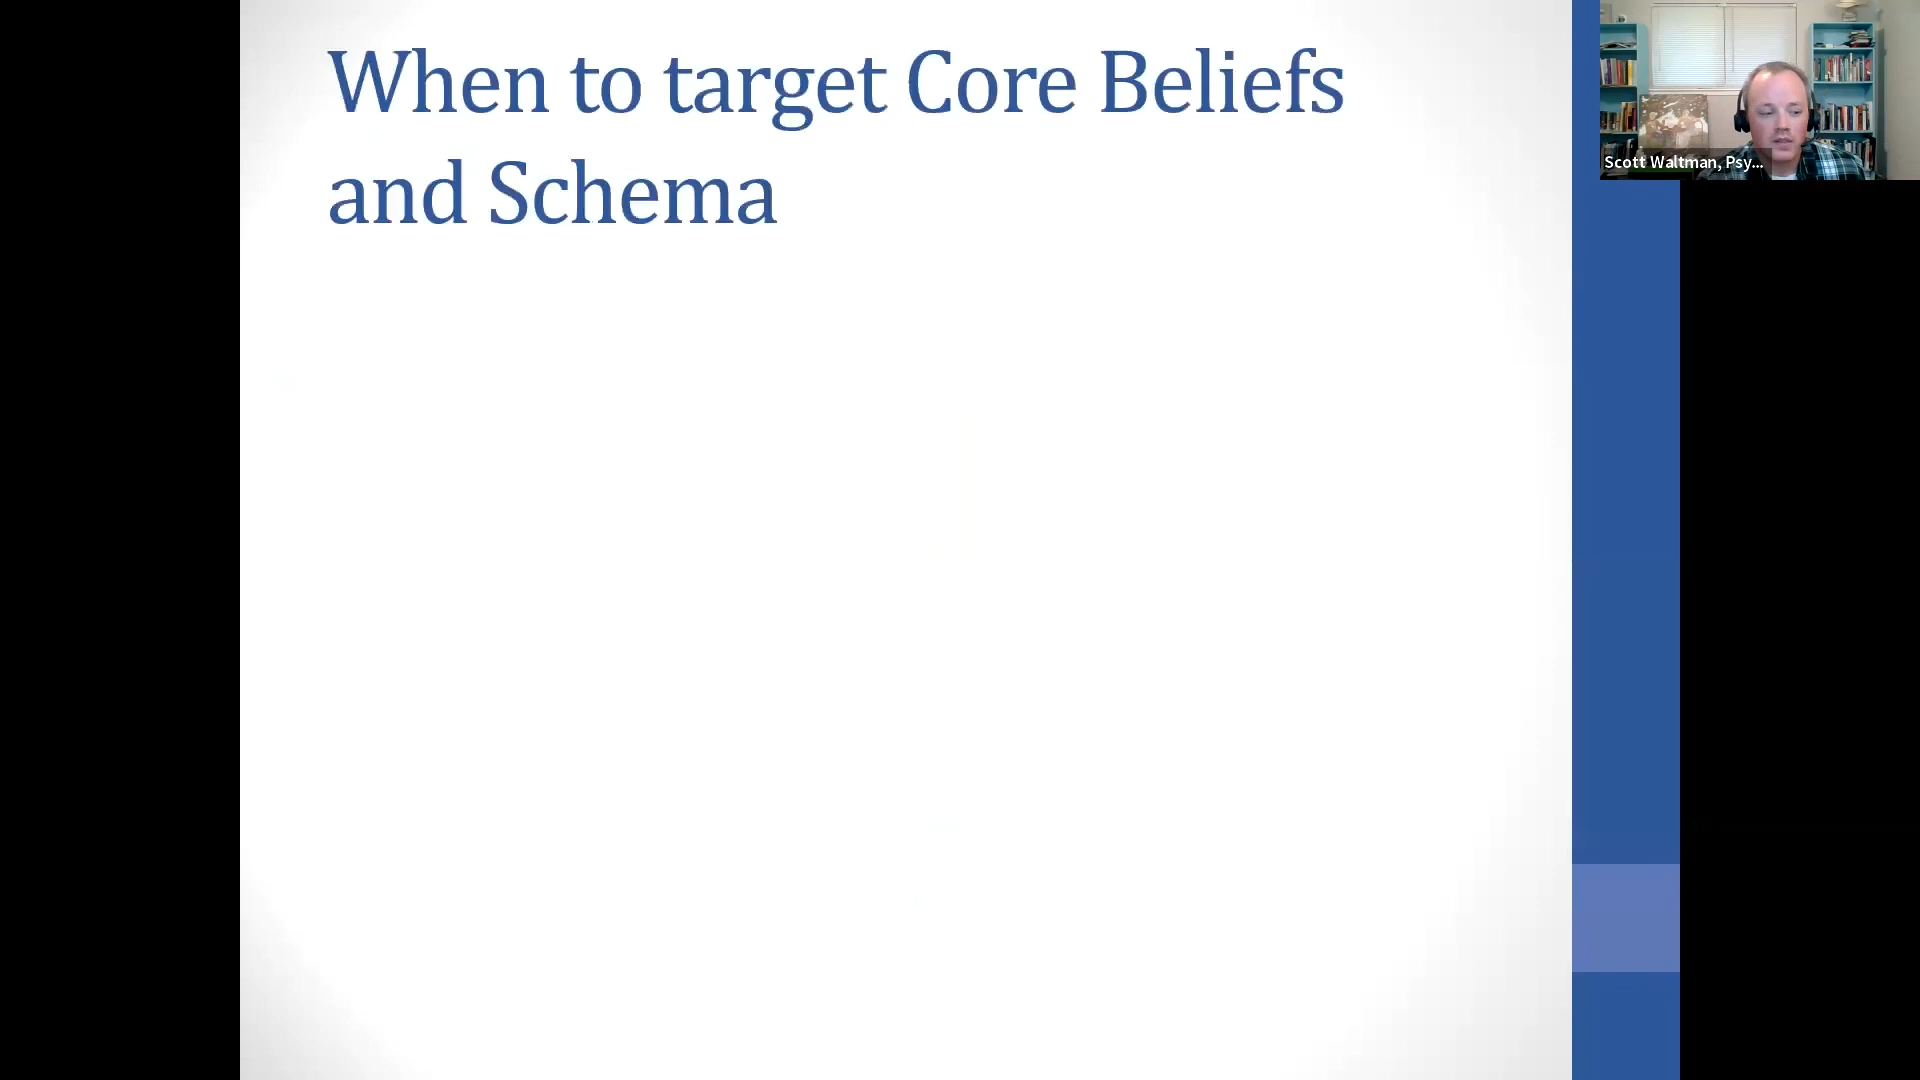 When to target Core Beliefs
and Schema
Scott Waltman, Psy...